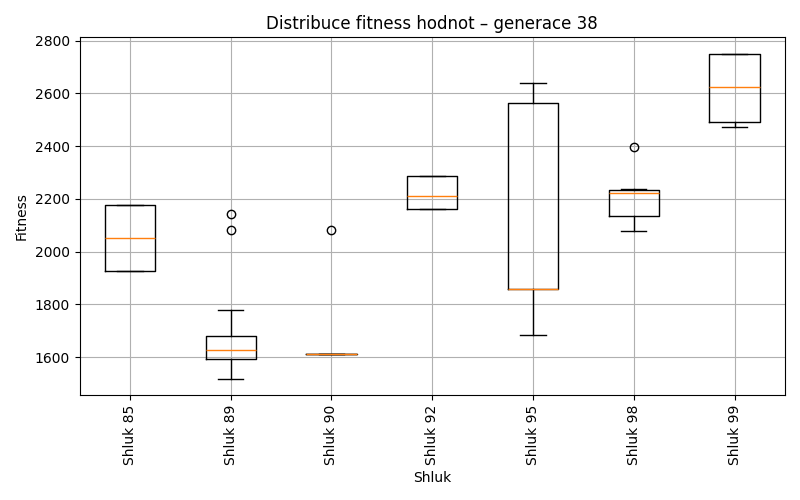 Distribuce fitness hodnot – generace 38
2800
2600
2400
2200
2000
1800
1600
Fitness
Shluk 85
Shluk 89
Shluk 90
Shluk 92
Shluk 95
Shluk 98
Shluk 99
Shluk